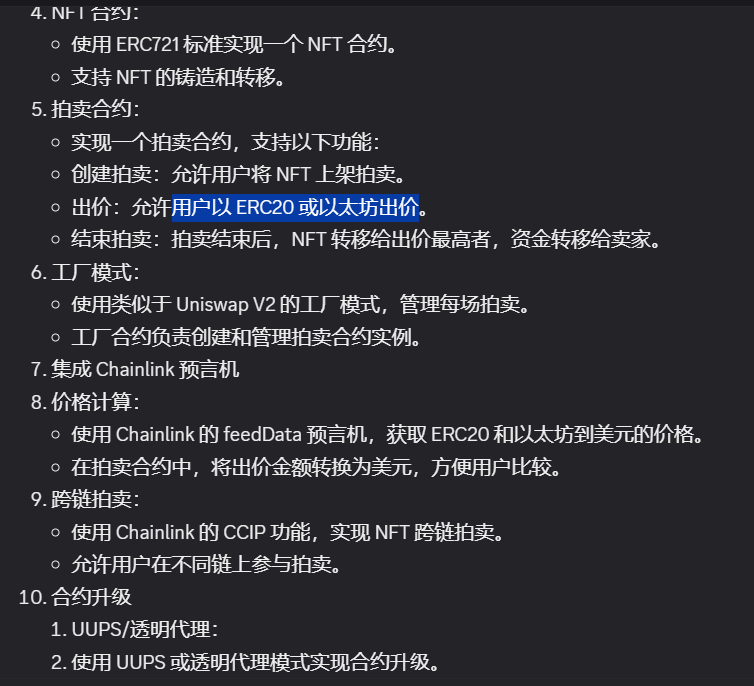 4. NFT 合约：
使用 ERC721 标准实现一个 NFT 合约。
支持 NFT 的铸造和转移。
5. 拍卖合约：
实现一个拍卖合约，支持以下功能：
创建拍卖：允许用户将 NFT 上架拍卖。
出价：允许用户以 ERC20 或以太坊出价。
结束拍卖：拍卖结束后，NFT 转移给出价最高者，资金转移给卖家。
6. 工厂模式：
使用类似于 Uniswap V2 的工厂模式，管理每场拍卖。
工厂合约负责创建和管理拍卖合约实例。
7. 集成 Chainlink 预言机
8. 价格计算：
使用 Chainlink 的 feedData 预言机，获取 ERC20 和以太坊到美元的价格。
在拍卖合约中，将出价金额转换为美元，方便用户比较。
9. 跨链拍卖：
使用 Chainlink 的 CCIP 功能，实现 NFT 跨链拍卖。
允许用户在不同链上参与拍卖。
10. 合约升级
1. UUPS/透明代理：
2. 使用 UUPS 或透明代理模式实现合约升级。